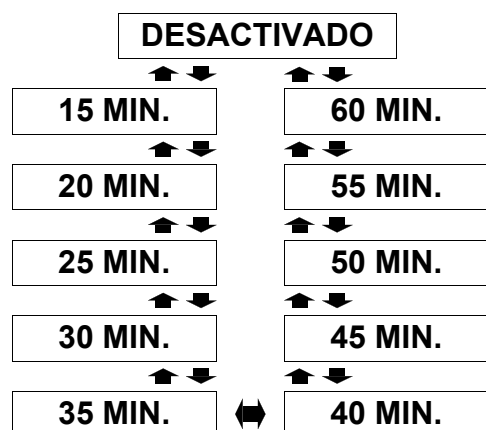 DESACTIVADO
15 MIN.
60 MIN.
20 MIN.
55 MIN.
25 MIN.
50 MIN.
30 MIN.
45 MIN.
35 MIN.
40 MIN.